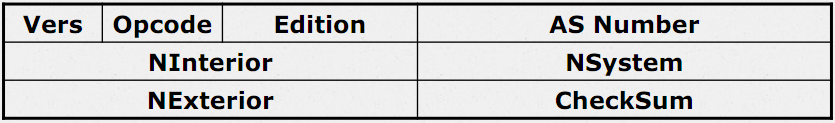 Vers Opcode Edition AS Number
NInterior NSystem
NExterior CheckSum